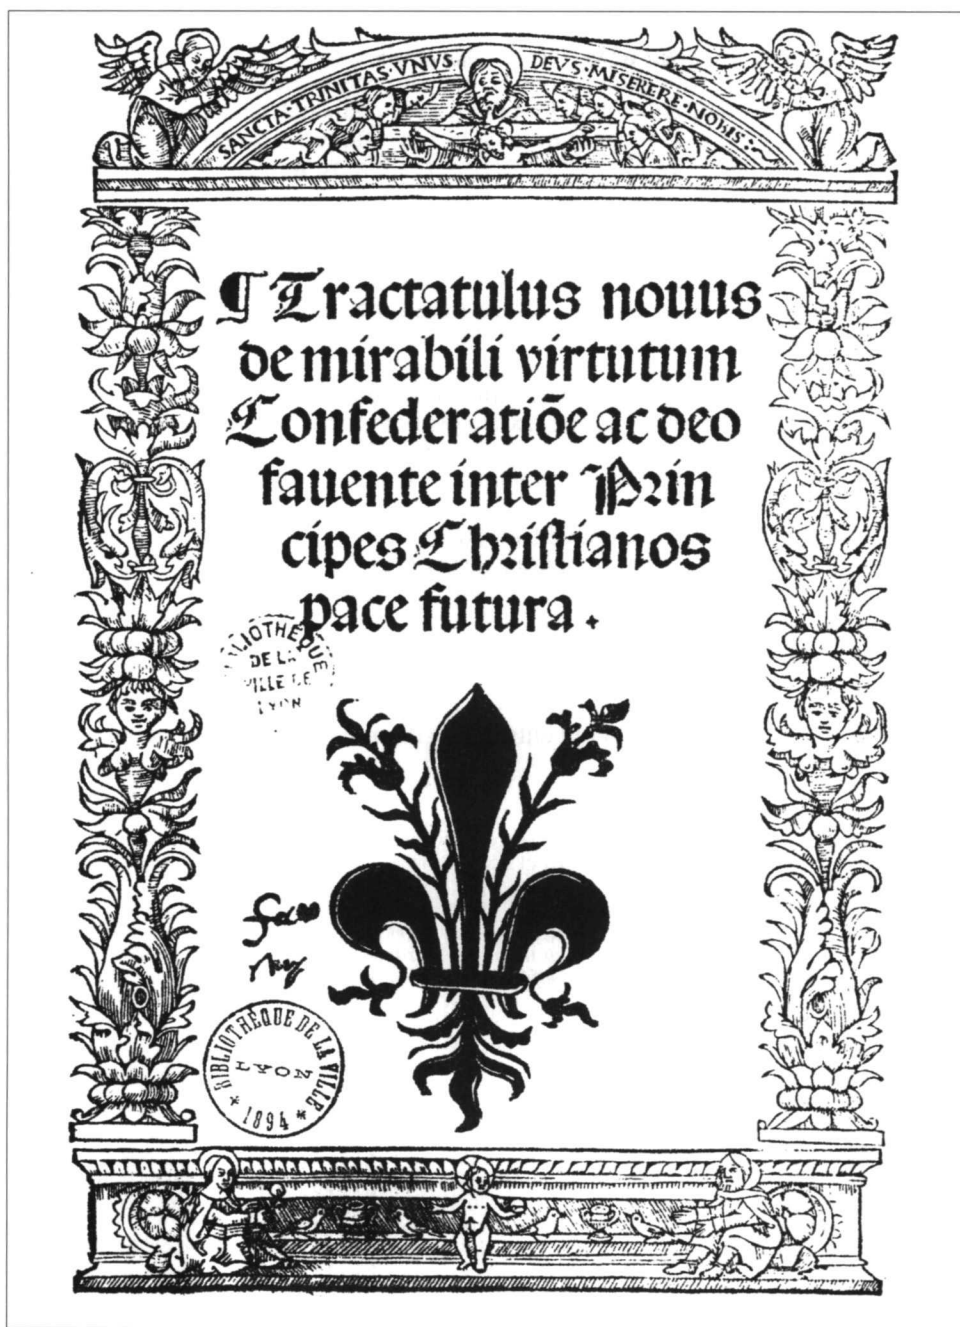 SANCTA·TRINITAS·VNVS DEVS·MISERERE·NOBIS
¶ Tractatulus nouus
de mirabili virtutum
Confederatiōe ac deo
fauente inter Prin
cipes Christianos
pace futura .
BIBLIOTHÈQUE
DE LA
VILLE DE
LYON
BIBLIOTHÈQUE DE LA VILLE
LYON
* 1894 *